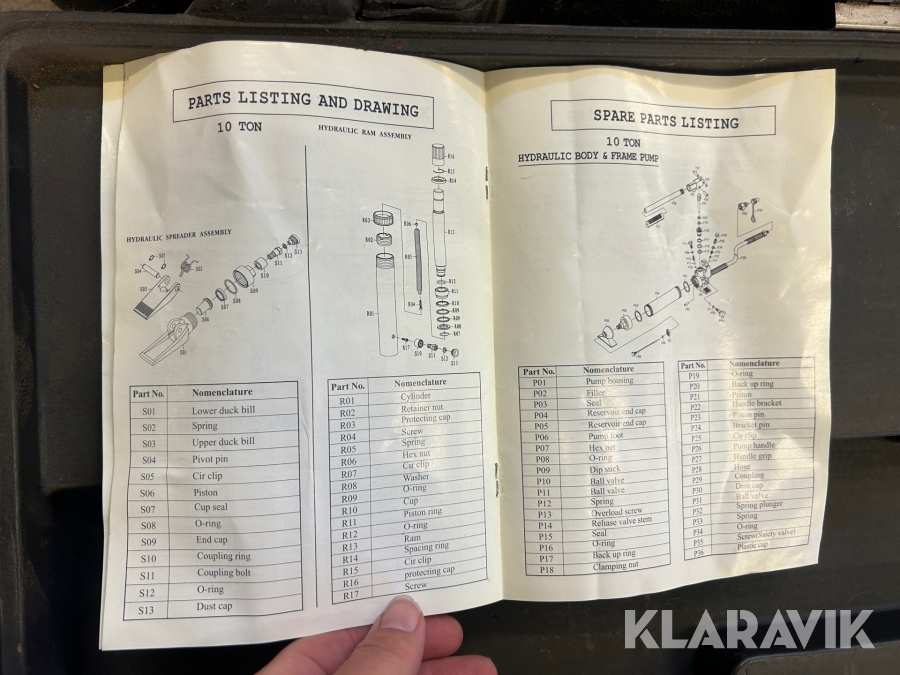 PARTS LISTING AND DRAWING
10 TON
HYDRAULIC RAM ASSEMBLY
HYDRAULIC SPREADER ASSEMBLY
Part No. Nomenclature
S01 Lower duck bill
S02 Spring
S03 Upper duck bill
S04 Pivot pin
S05 Cir clip
S06 Piston
S07 Cup seal
S08 O-ring
S09 End cap
S10 Coupling ring
S11 Coupling bolt
S12 O-ring
S13 Dust cap
Part No. Nomenclature
R01 Cylinder
R02 Retainer nut
R03 Protecting cap
R04 Screw
R05 Spring
R06 Hex nut
R07 Cir clip
R08 Washer
R09 O-ring
R10 Cup
R11 Piston ring
R12 O-ring
R13 Ram
R14 Spacing ring
R15 Cir clip
R16 protecting cap
R17 Screw
SPARE PARTS LISTING
10 TON
HYDRAULIC BODY & FRAME PUMP
Part No. Nomenclature
P01 Pump housing
P02 Filler
P03 Seal
P04 Reservoir end cap
P05 Reservoir end cap
P06 Pump foot
P07 Hex net
P08 O-ring
P09 Dip stick
P10 Ball valve
P11 Ball valve
P12 Spring
P13 Overload screw
P14 Reliase valve stem
P15 Seal
P16 O-ring
P17 Back up ring
P18 Clamping nut
Part No. Nomenclature
P19 O-ring
P20 Back up ring
P21 Piston
P22 Handle bracket
P23 Piston pin
P24 Bracket pin
P25 Cir clip
P26 Pump handle
P27 Handle grip
P28 Hose
P29 Coupling
P30 Dust cap
P31 Ball valve
P32 Spring plunger
P33 Spring
P34 O-ring
P35 Screw(Safety valve)
P36 Plastic cap
KLARAVIK